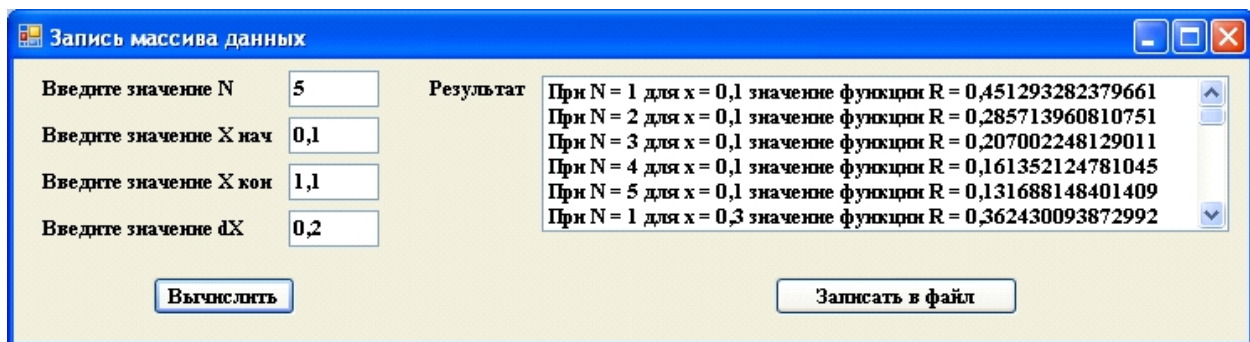 Запись массива данных
Введите значение N 5
Введите значение X нач 0,1
Введите значение X кон 1,1
Введите значение dX 0,2
Результат
При N = 1 для x = 0,1 значение функции R = 0,451293282379661
При N = 2 для x = 0,1 значение функции R = 0,285713960810751
При N = 3 для x = 0,1 значение функции R = 0,207002248129011
При N = 4 для x = 0,1 значение функции R = 0,161352124781045
При N = 5 для x = 0,1 значение функции R = 0,131688148401409
При N = 1 для x = 0,3 значение функции R = 0,362430093872992
Вычислить
Записать в файл